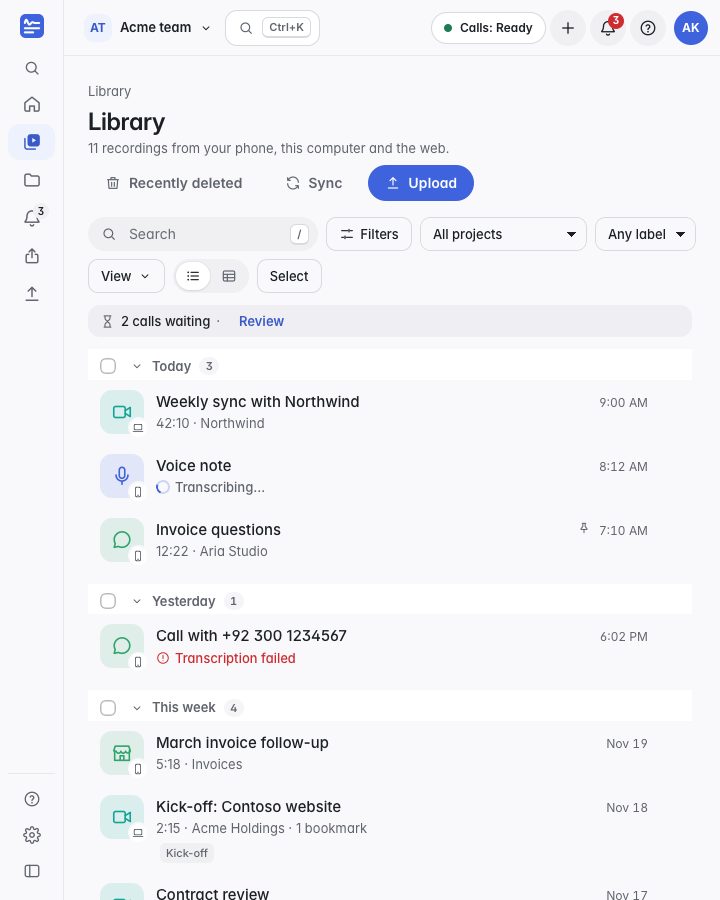 AT Acme team Ctrl+K Calls: Ready 3 AK
3
Library
Library
11 recordings from your phone, this computer and the web.
Recently deleted Sync Upload
Search / Filters All projects Any label
View Select
2 calls waiting · Review
Today 3
Weekly sync with Northwind 9:00 AM
42:10 · Northwind
Voice note 8:12 AM
Transcribing...
Invoice questions 7:10 AM
12:22 · Aria Studio
Yesterday 1
Call with +92 300 1234567 6:02 PM
Transcription failed
This week 4
March invoice follow-up Nov 19
5:18 · Invoices
Kick-off: Contoso website Nov 18
2:15 · Acme Holdings · 1 bookmark
Kick-off
Contract review Nov 17